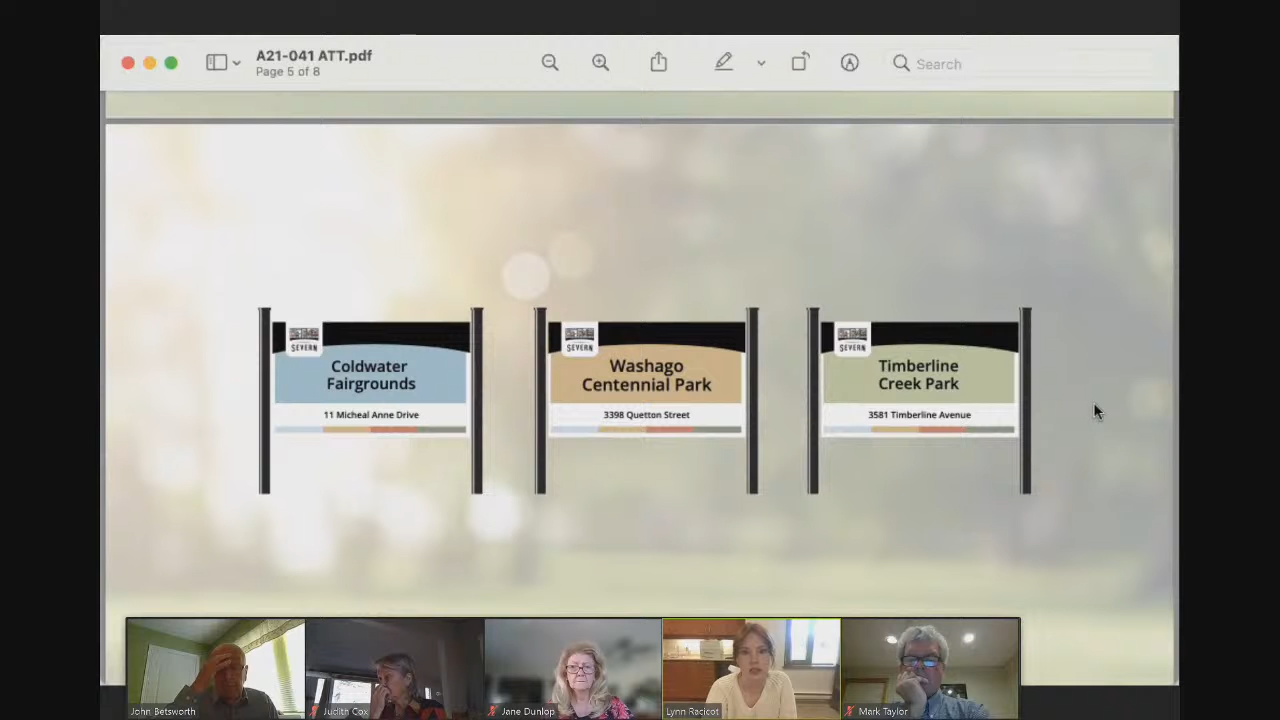 A21-041 ATT.pdf
Page 5 of 8
Search
SEVERN
Coldwater
Fairgrounds
11 Micheal Anne Drive
SEVERN
Washago
Centennial Park
3398 Quetton Street
SEVERN
Timberline
Creek Park
3581 Timberline Avenue
John Betsworth
Judith Cox
Jane Dunlop
Lynn Racicot
Mark Taylor